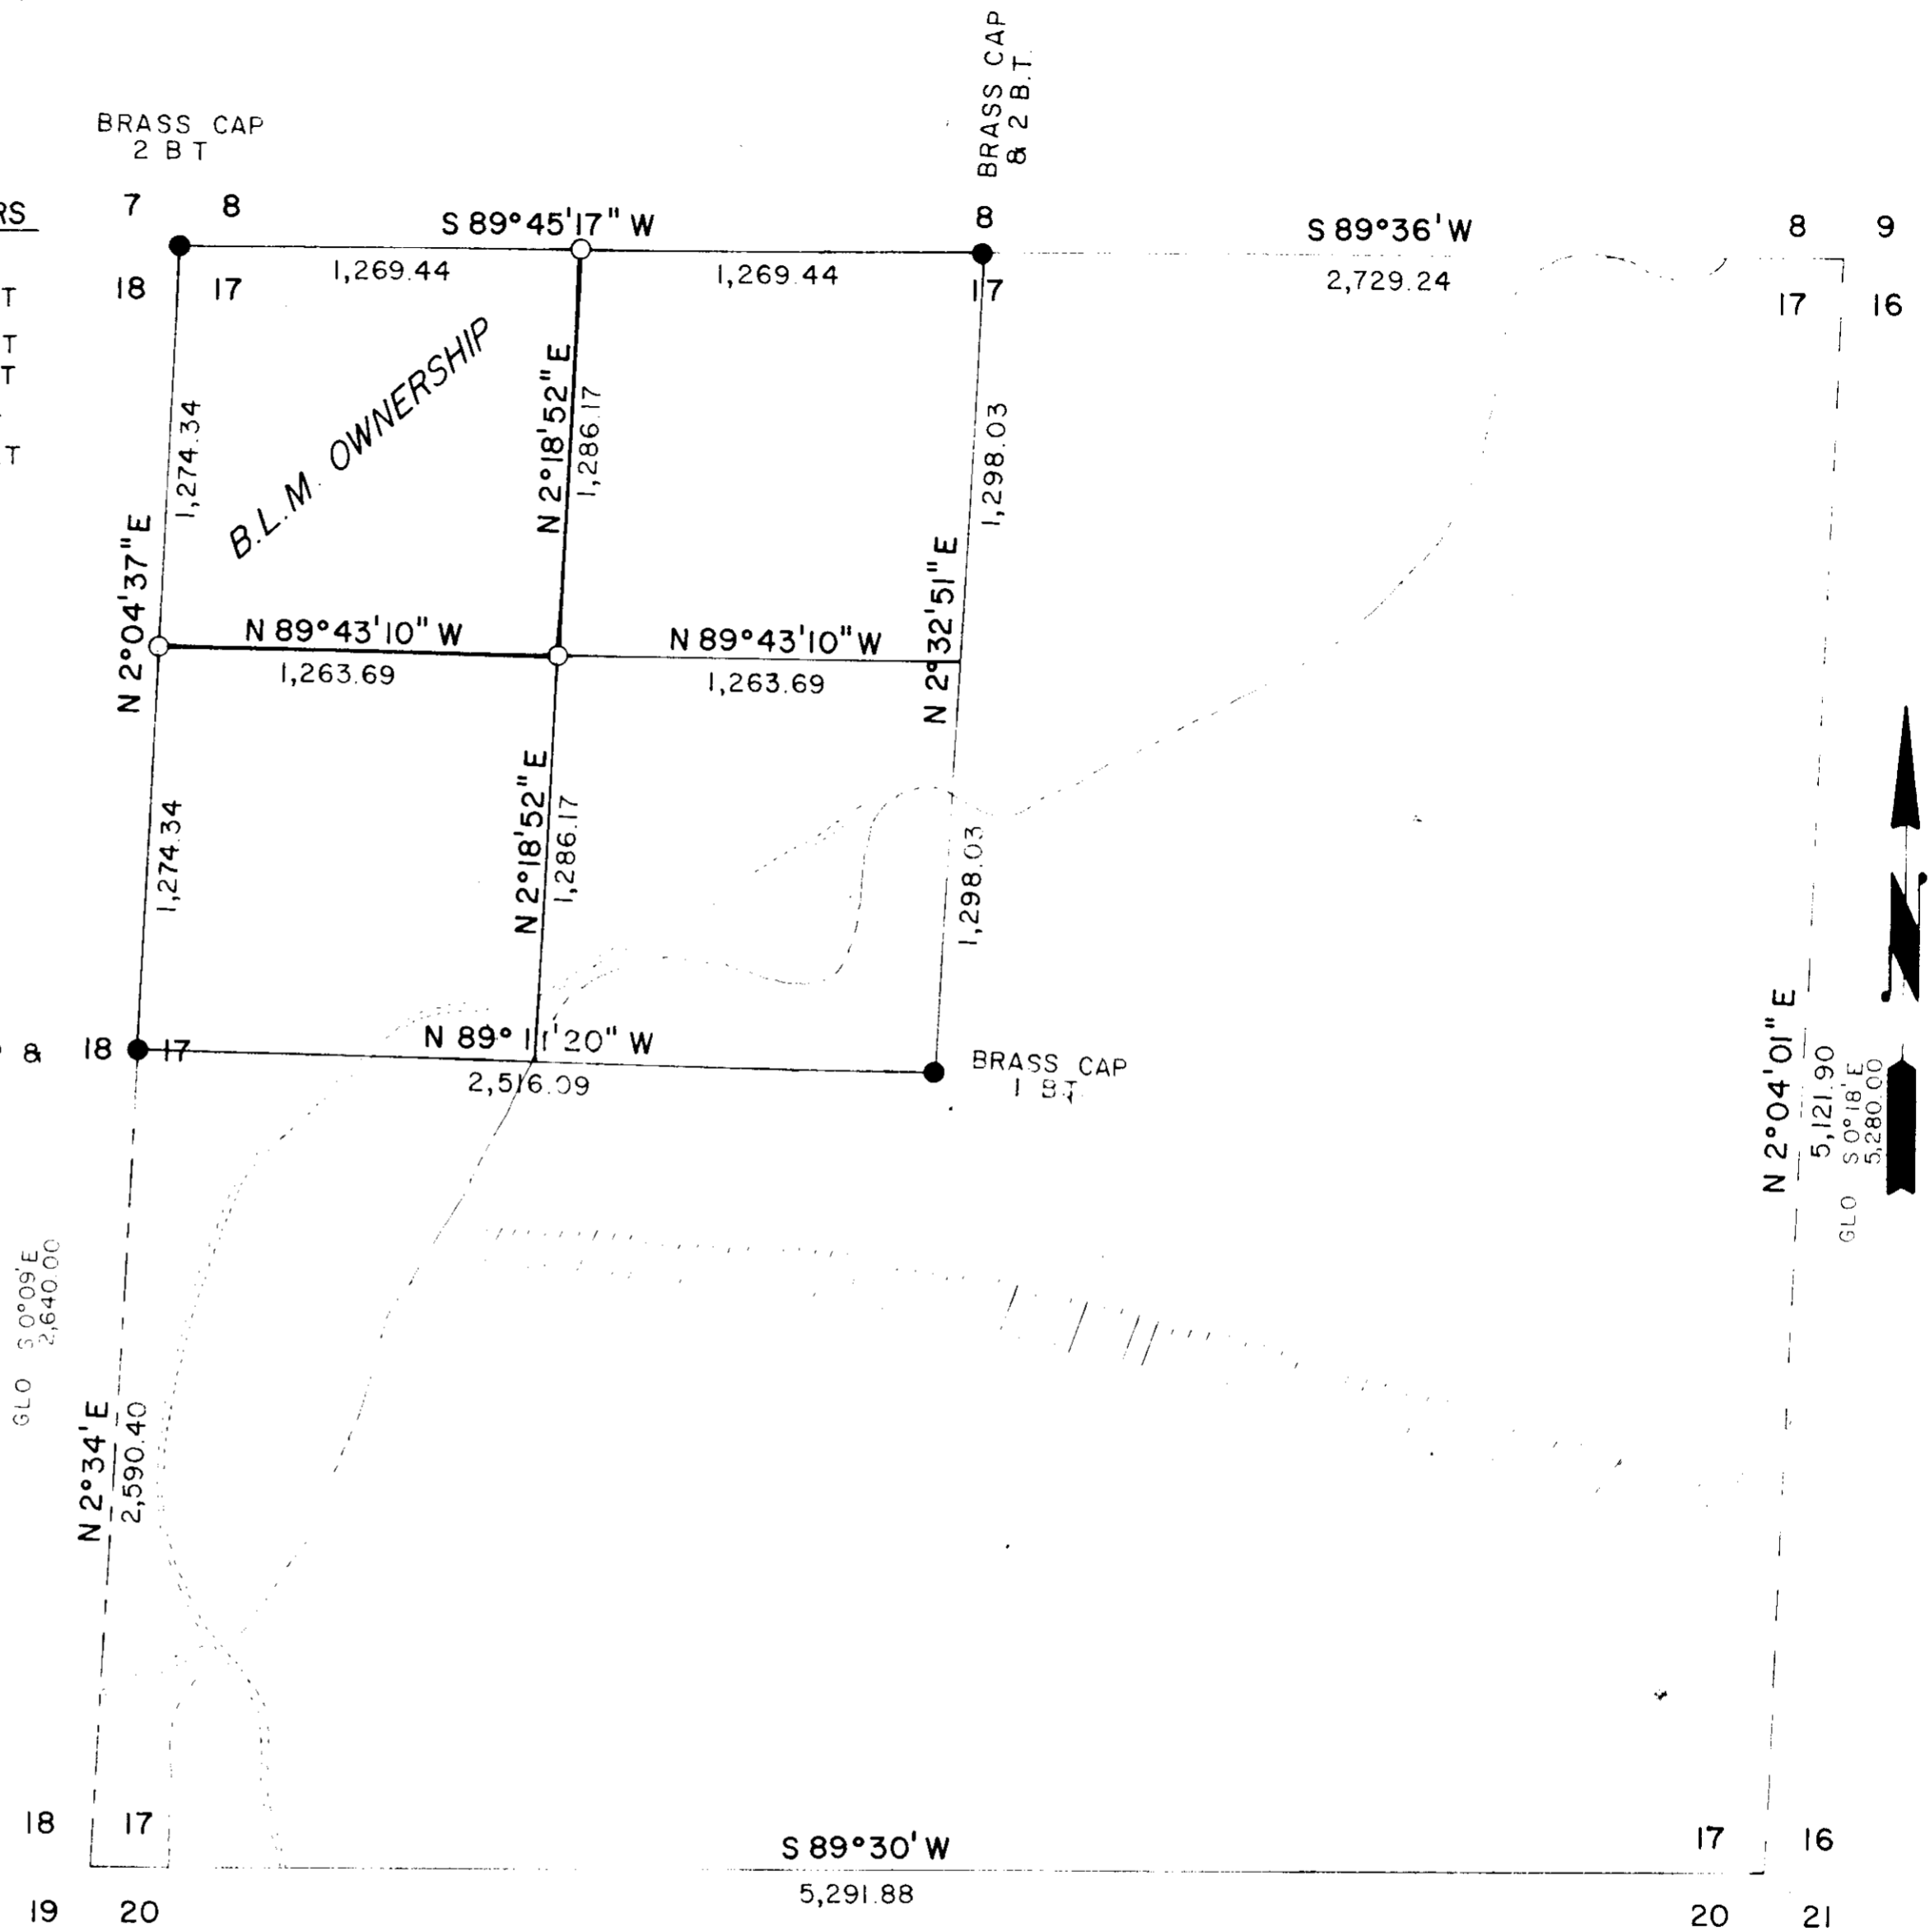 BRASS CAP
2 B T
BRASS CAP
& 2 B.T.
RS
7 8
S 89°45'17" W
8
S 89°36' W
8 9
1,269.44
1,269.44
2,729.24
18 17
17
17 16
T
T
T
T
B.L.M. OWNERSHIP
N 2°18'52" E
1,286.17
1,274.34
1,298.03
N 2°04'37" E
N 2°32'51" E
N 89°43'10" W
1,263.69
N 89°43'10" W
1,263.69
1,274.34
N 2°18'52" E
1,286.17
1,298.03
N
& 18 17
N 89°11'20" W
2,516.09
BRASS CAP
1 B.T.
N 2°04'01" E
5,121.90
GLO S 0°18' E
5,280.00
GLO S 0°09' E
2,640.00
N 2°34' E
2,590.40
18 17
17 16
S 89°30' W
5,291.88
19 20
20 21